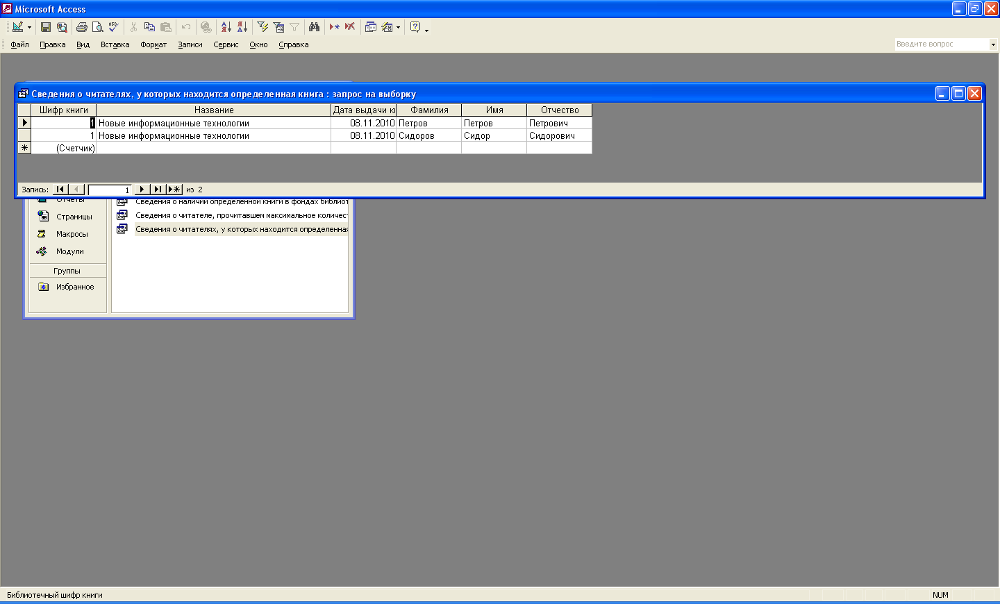 Microsoft Access
Файл Правка Вид Вставка Формат Записи Сервис Окно Справка Введите вопрос
Сведения о читателях, у которых находится определенная книга : запрос на выборку
Шифр книги Название Дата выдачи кн Фамилия Имя Отчество
1 Новые информационные технологии 08.11.2010 Петров Петров Петрович
1 Новые информационные технологии 08.11.2010 Сидоров Сидор Сидорович
(Счетчик)
Запись: 1 из 2
Отчеты Сведения о наличии определенной книги в фондах библиот
Страницы Сведения о читателе, прочитавшем максимальное количест
Сведения о читателях, у которых находится определенная
Макросы
Модули
Группы
Избранное
Библиотечный шифр книги NUM